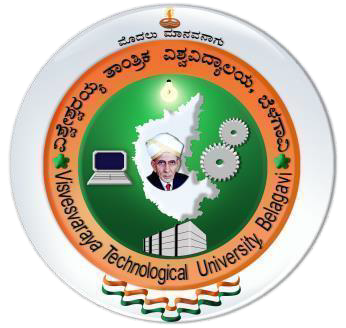 ಮೊದಲು ಮಾನವನಾಗು
ವಿಶ್ವೇಶ್ವರಯ್ಯ ತಾಂತ್ರಿಕ ವಿಶ್ವವಿದ್ಯಾಲಯ, ಬೆಳಗಾವಿ
Visvesvaraya Technological University, Belagavi